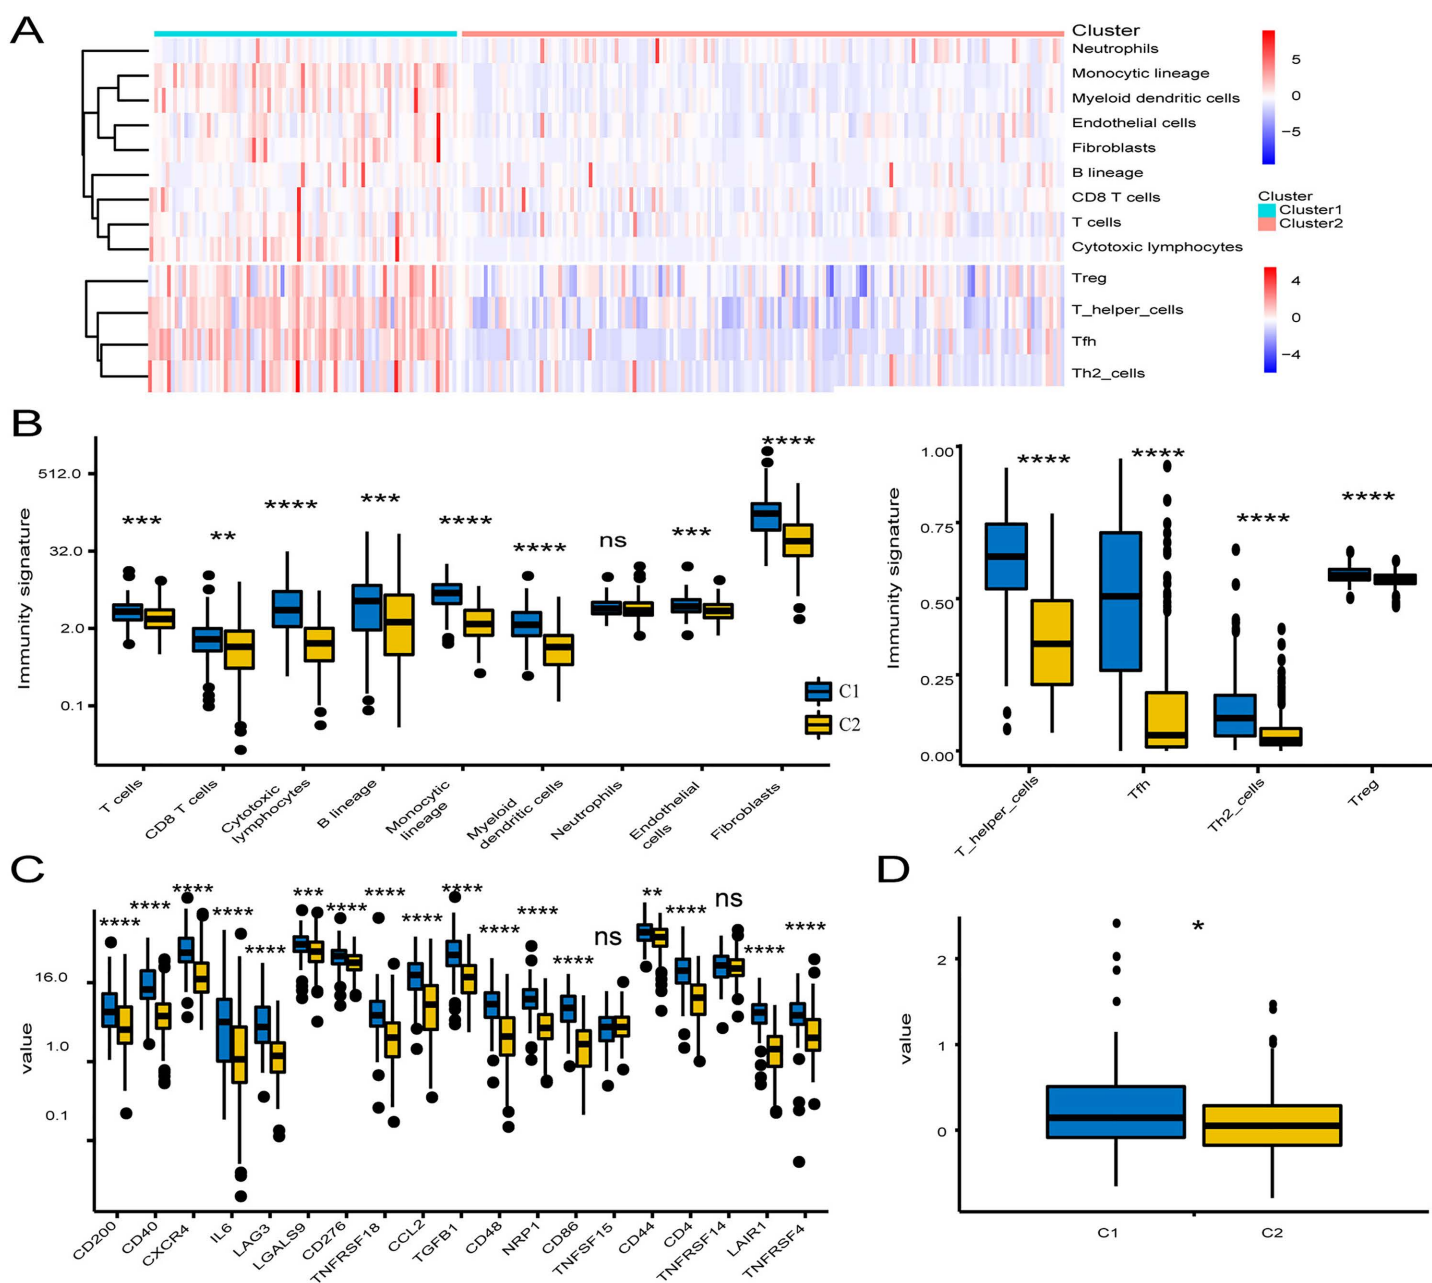 A
Cluster
Neutrophils
Monocytic lineage
Myeloid dendritic cells
Endothelial cells
Fibroblasts
B lineage
CD8 T cells
T cells
Cytotoxic lymphocytes
Treg
T_helper_cells
Tfh
Th2_cells
5
0
−5
Cluster
Cluster1
Cluster2
4
0
−4
B
Immunity signature
512.0
32.0
2.0
0.1
***
**
****
***
****
****
ns
***
****
C1
C2
T cells
CD8 T cells
Cytotoxic
lymphocytes
B lineage
Monocytic
lineage
Myeloid
dendritic cells
Neutrophils
Endothelial
cells
Fibroblasts
Immunity signature
1.00
0.75
0.50
0.25
0.00
****
****
****
****
T_helper_cells
Tfh
Th2_cells
Treg
C
value
16.0
1.0
0.1
****
****
****
****
****
***
****
****
****
****
****
****
****
ns
**
****
ns
****
****
CD200
CD40
CXCR4
IL6
LAG3
LGALS9
CD276
TNFRSF18
CCL2
TGFB1
CD48
NRP1
CD86
TNFSF15
CD44
CD4
TNFRSF14
LAIR1
TNFRSF4
D
value
2
1
0
*
C1
C2